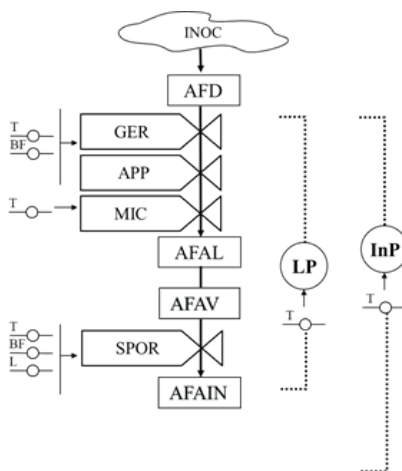 INOC
AFD
T
BF
GER
APP
T
MIC
AFAL
LP
InP
AFAV
T
T
T
BF
L
SPOR
AFAIN